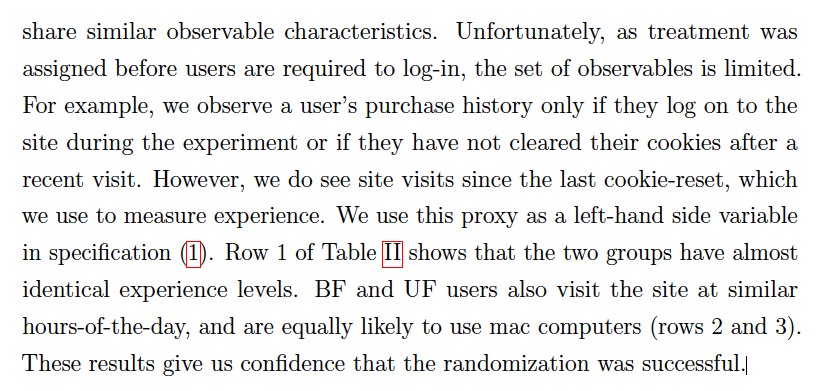 share similar observable characteristics. Unfortunately, as treatment was
assigned before users are required to log-in, the set of observables is limited.
For example, we observe a user's purchase history only if they log on to the
site during the experiment or if they have not cleared their cookies after a
recent visit. However, we do see site visits since the last cookie-reset, which
we use to measure experience. We use this proxy as a left-hand side variable
in specification (1). Row 1 of Table II shows that the two groups have almost
identical experience levels. BF and UF users also visit the site at similar
hours-of-the-day, and are equally likely to use mac computers (rows 2 and 3).
These results give us confidence that the randomization was successful.